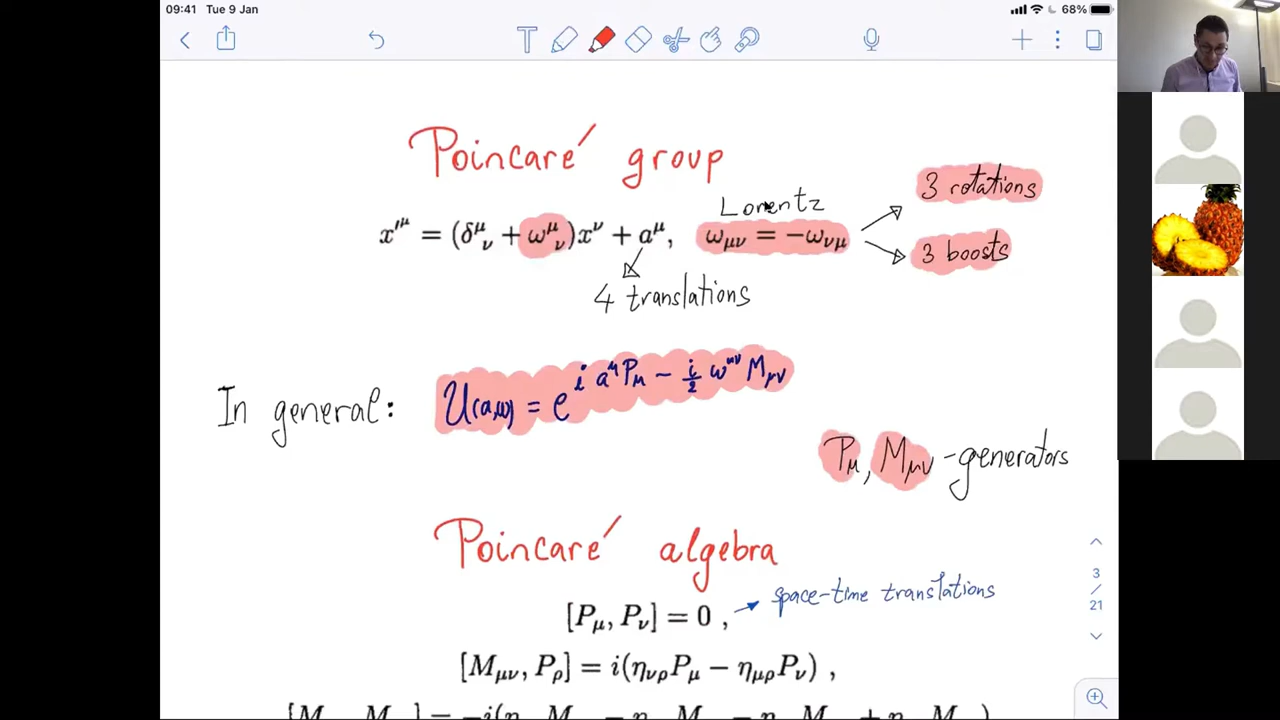 09:41 Tue 9 Jan
68%
Poincaré group
Lorentz
3 rotations
x'^μ = (δ^μ_ν + ω^μ_ν)x^ν + a^μ, ω_μν = −ω_νμ
3 boosts
4 translations
In general: U(a,ω) = e^{i a^μ P_μ − i/2 ω^μν M_μν}
P_μ, M_μν - generators
Poincaré algebra
3 / 21
space-time translations
[P_μ, P_ν] = 0 ,
[M_μν, P_ρ] = i(η_νρ P_μ − η_μρ P_ν) ,